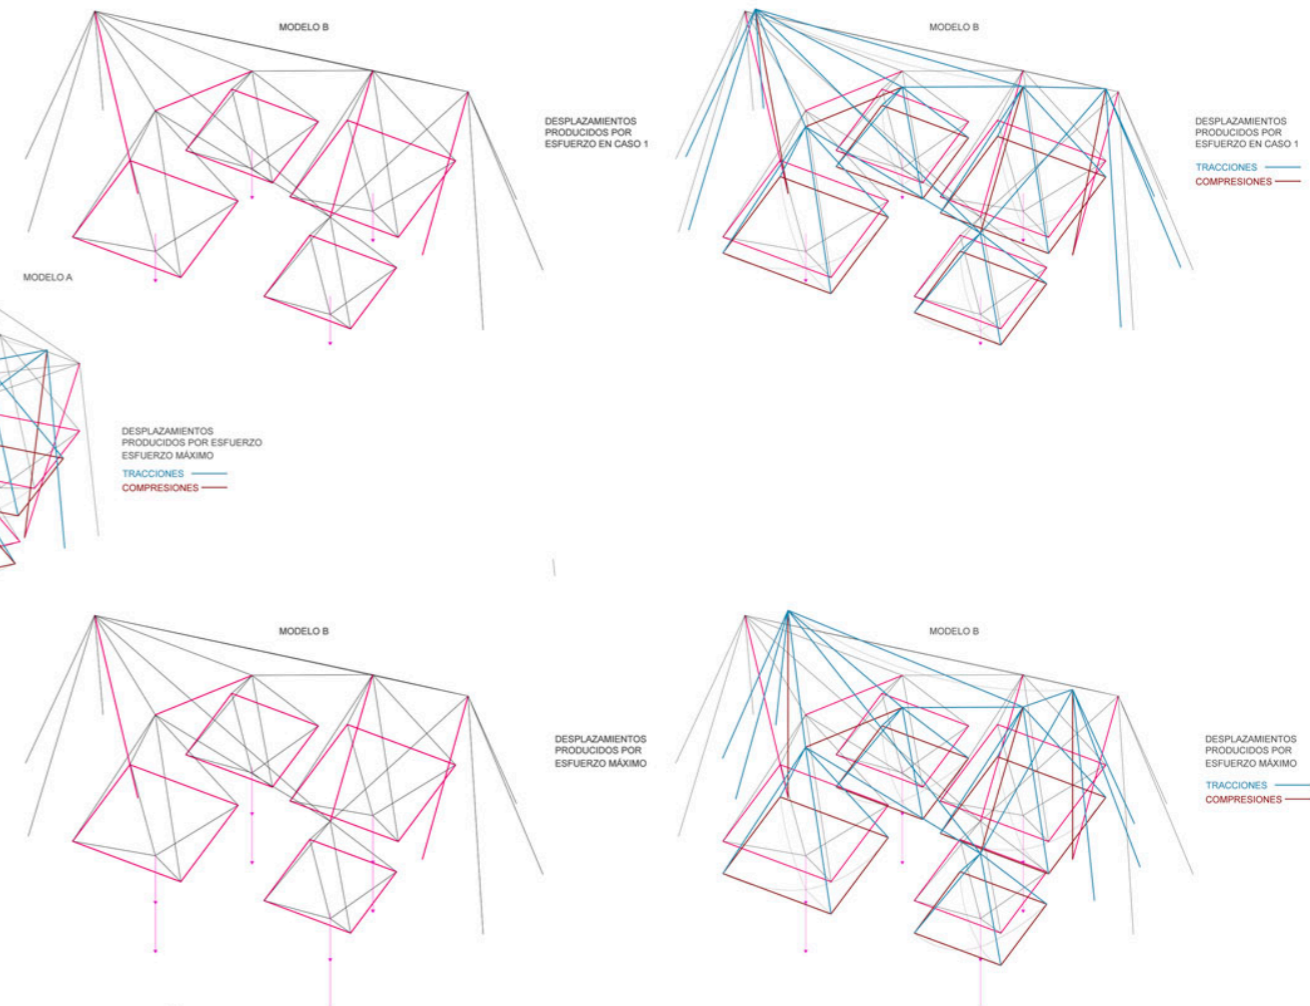 MODELO B
DESPLAZAMIENTOS
PRODUCIDOS POR
ESFUERZO EN CASO 1
MODELO B
DESPLAZAMIENTOS
PRODUCIDOS POR
ESFUERZO EN CASO 1
TRACCIONES
COMPRESIONES
MODELO A
DESPLAZAMIENTOS
PRODUCIDOS POR ESFUERZO
ESFUERZO MÁXIMO
TRACCIONES
COMPRESIONES
MODELO B
DESPLAZAMIENTOS
PRODUCIDOS POR
ESFUERZO MÁXIMO
MODELO B
DESPLAZAMIENTOS
PRODUCIDOS POR
ESFUERZO MÁXIMO
TRACCIONES
COMPRESIONES